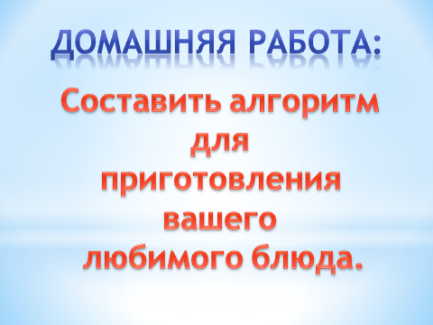 ДОМАШНЯЯ РАБОТА:
Составить алгоритм
для
приготовления
вашего
любимого блюда.